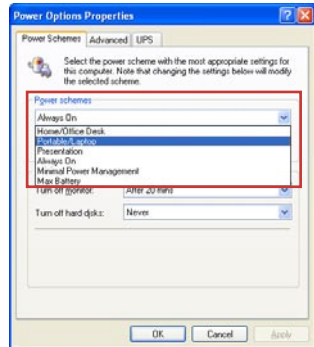 Power Options Properties
Power Schemes Advanced UPS
Select the power scheme with the most appropriate settings for
this computer. Note that changing the settings below will modify
the selected scheme.
Power schemes
Always On
Home/Office Desk
Portable/Laptop
Presentation
Always On
Minimal Power Management
Max Battery
Turn off monitor: After 20 mins
Turn off hard disks: Never
OK Cancel Apply